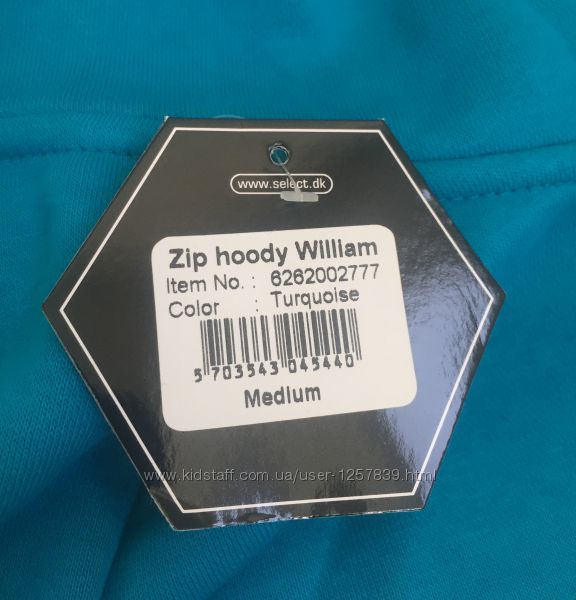 www.select.dk
Zip hoody William
Item No. : 6262002777
Color : Turquoise
5 703543 045440
Medium
www.kidstaff.com.ua/user-1257839.html